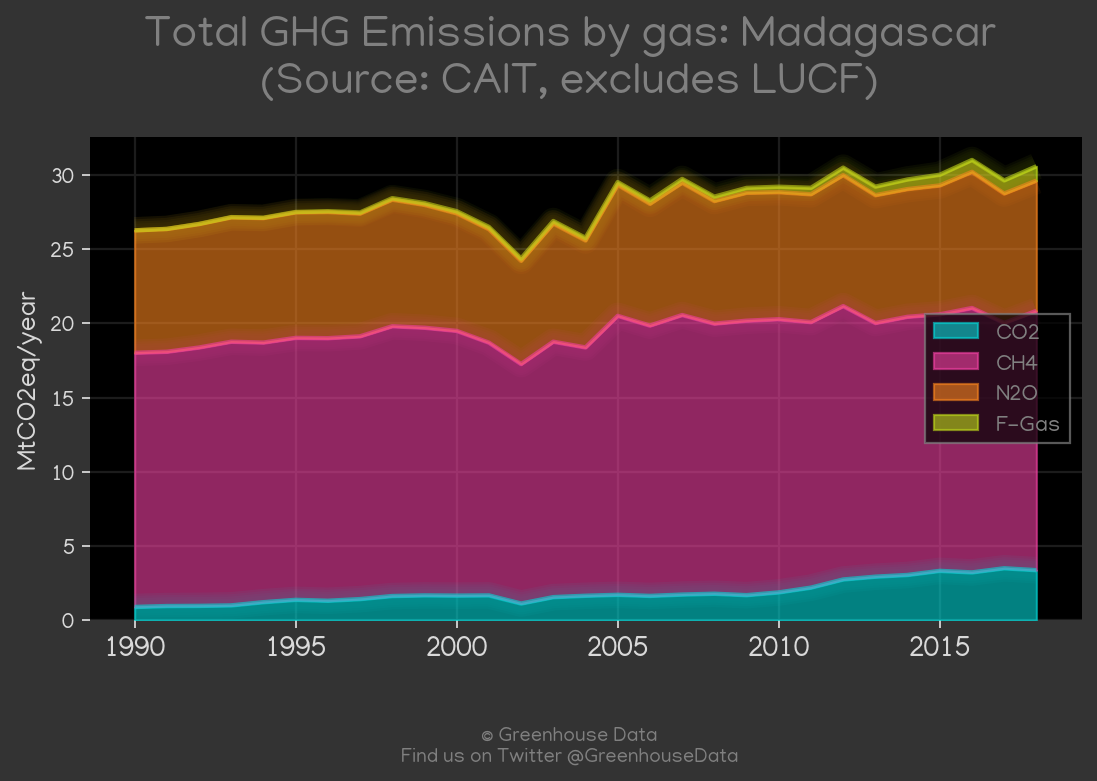 Total GHG Emissions by gas: Madagascar
(Source: CAIT, excludes LUCF)
MtCO2eq/year
30
25
20
15
10
5
0
1990 1995 2000 2005 2010 2015
CO2
CH4
N2O
F-Gas
© Greenhouse Data
Find us on Twitter @GreenhouseData